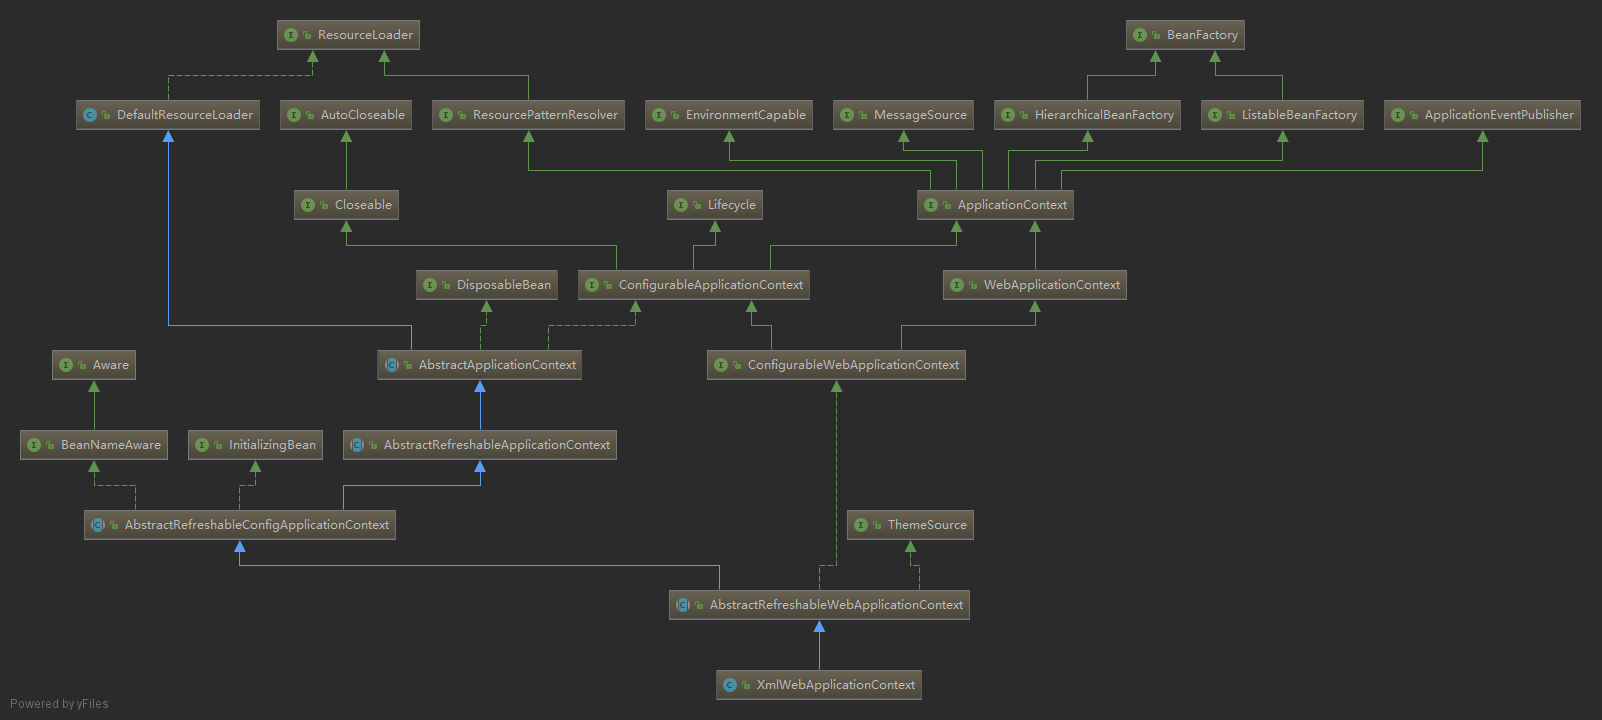 ResourceLoader
BeanFactory
DefaultResourceLoader
AutoCloseable
ResourcePatternResolver
EnvironmentCapable
MessageSource
HierarchicalBeanFactory
ListableBeanFactory
ApplicationEventPublisher
Closeable
Lifecycle
ApplicationContext
DisposableBean
ConfigurableApplicationContext
WebApplicationContext
Aware
AbstractApplicationContext
ConfigurableWebApplicationContext
BeanNameAware
InitializingBean
AbstractRefreshableApplicationContext
AbstractRefreshableConfigApplicationContext
ThemeSource
AbstractRefreshableWebApplicationContext
XmlWebApplicationContext
Powered by yFiles